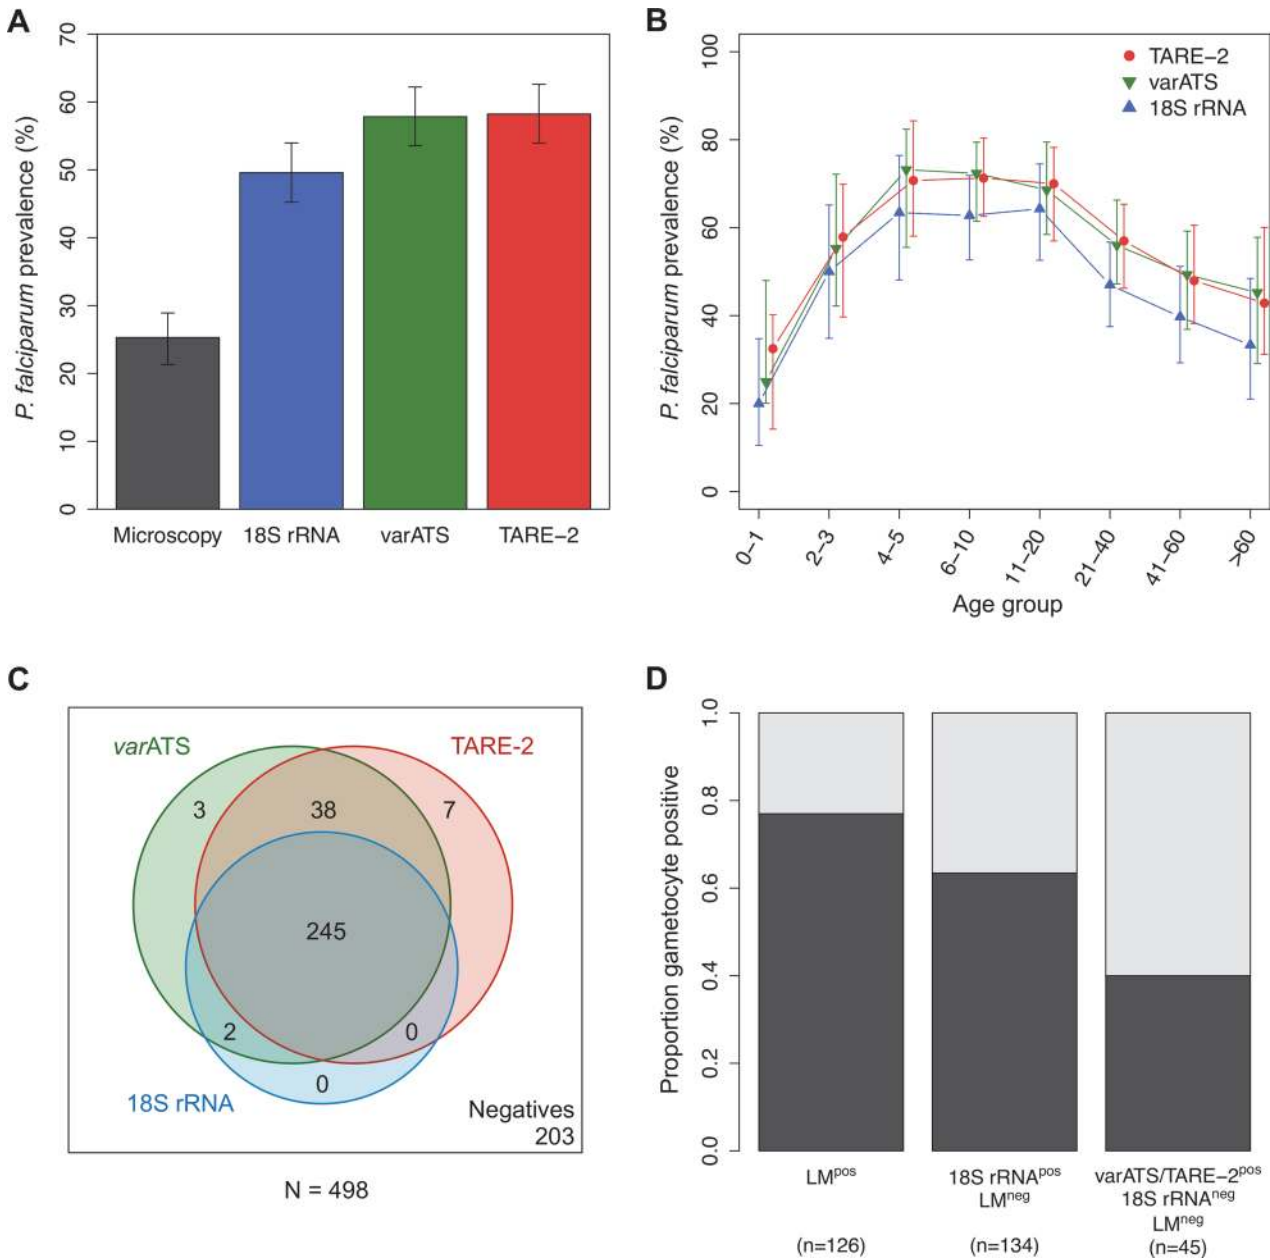 A
P. falciparum prevalence (%)
70
60
50
40
30
20
10
0
Microscopy 18S rRNA varATS TARE−2
B
P. falciparum prevalence (%)
100
80
60
40
20
0
TARE−2
varATS
18S rRNA
0−1 2−3 4−5 6−10 11−20 21−40 41−60 >60
Age group
C
varATS TARE-2
3 38 7
245
2 0
0
18S rRNA
Negatives
203
N = 498
D
Proportion gametocyte positive
1.0
0.8
0.6
0.4
0.2
0.0
LMpos
(n=126)
18S rRNApos
LMneg
(n=134)
varATS/TARE−2pos
18S rRNAneg
LMneg
(n=45)